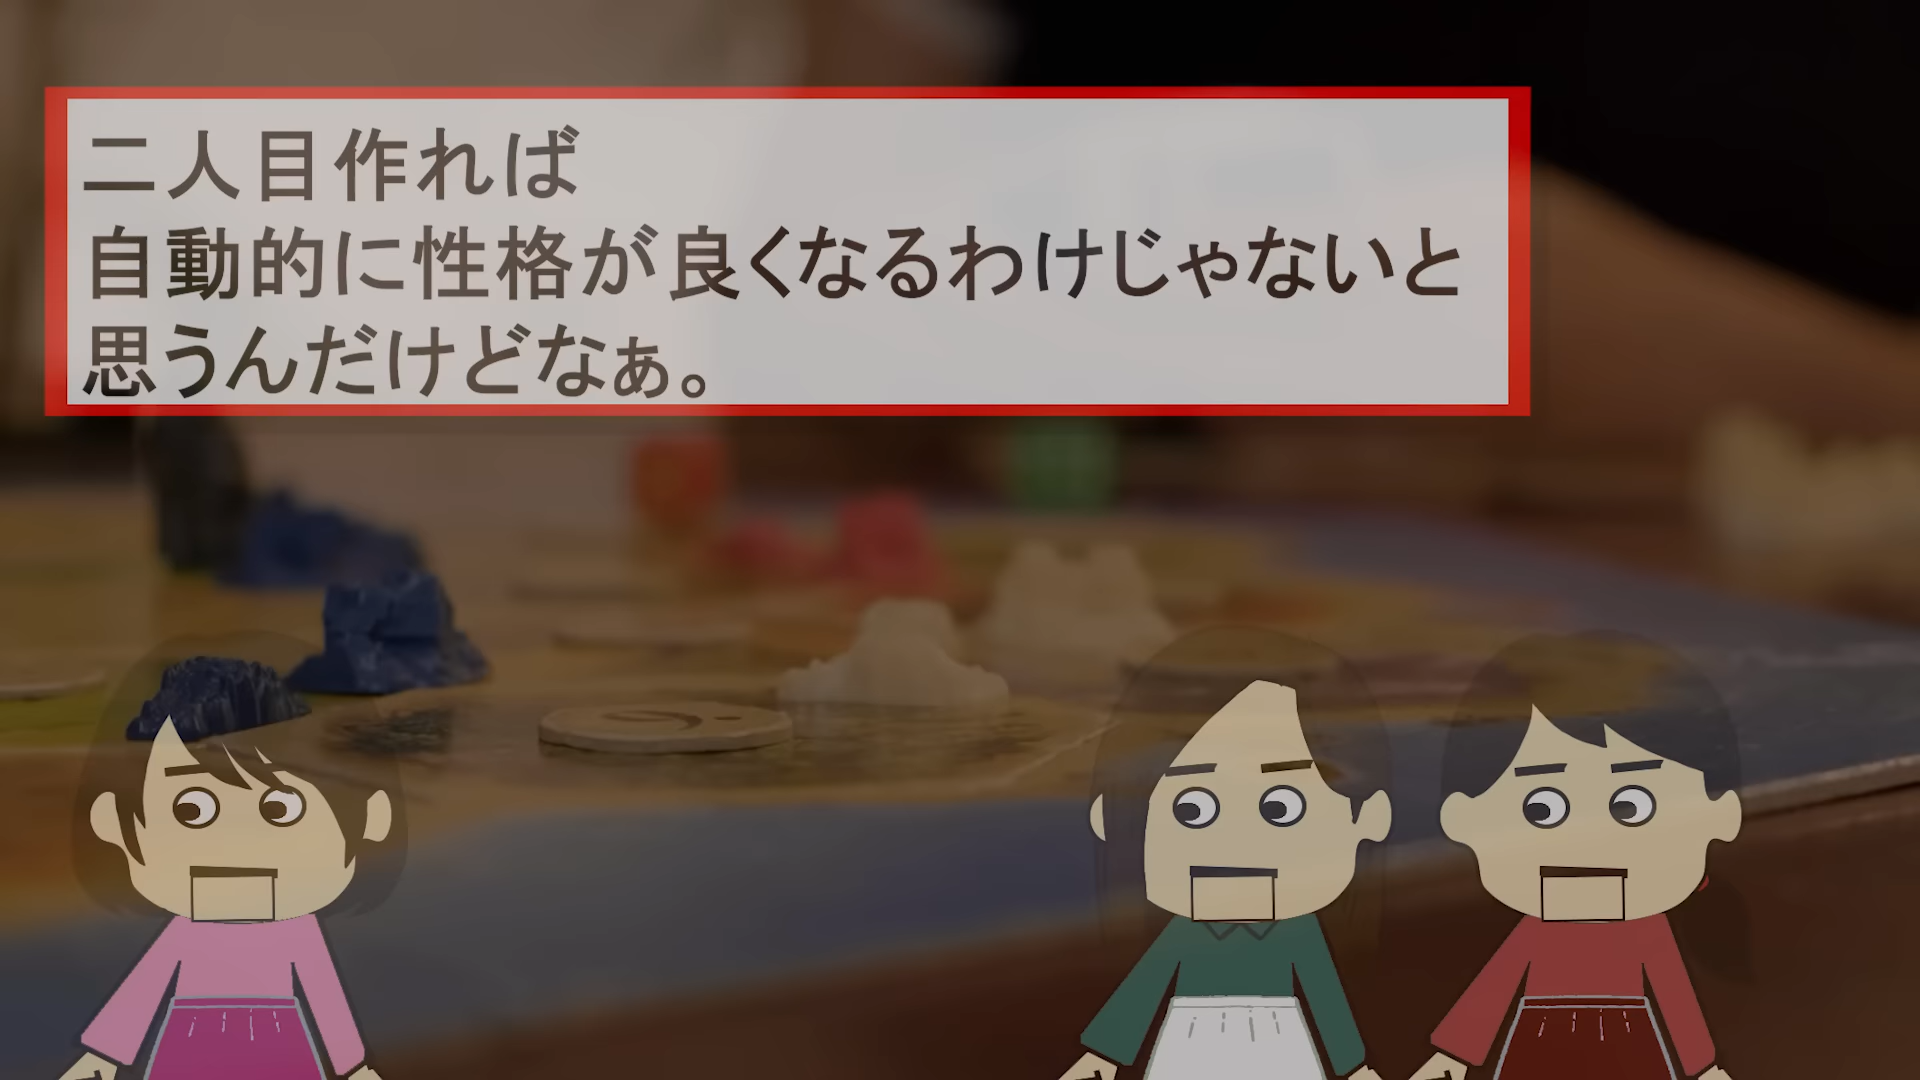 二人目作れば
自動的に性格が良くなるわけじゃないと
思うんだけどなぁ。